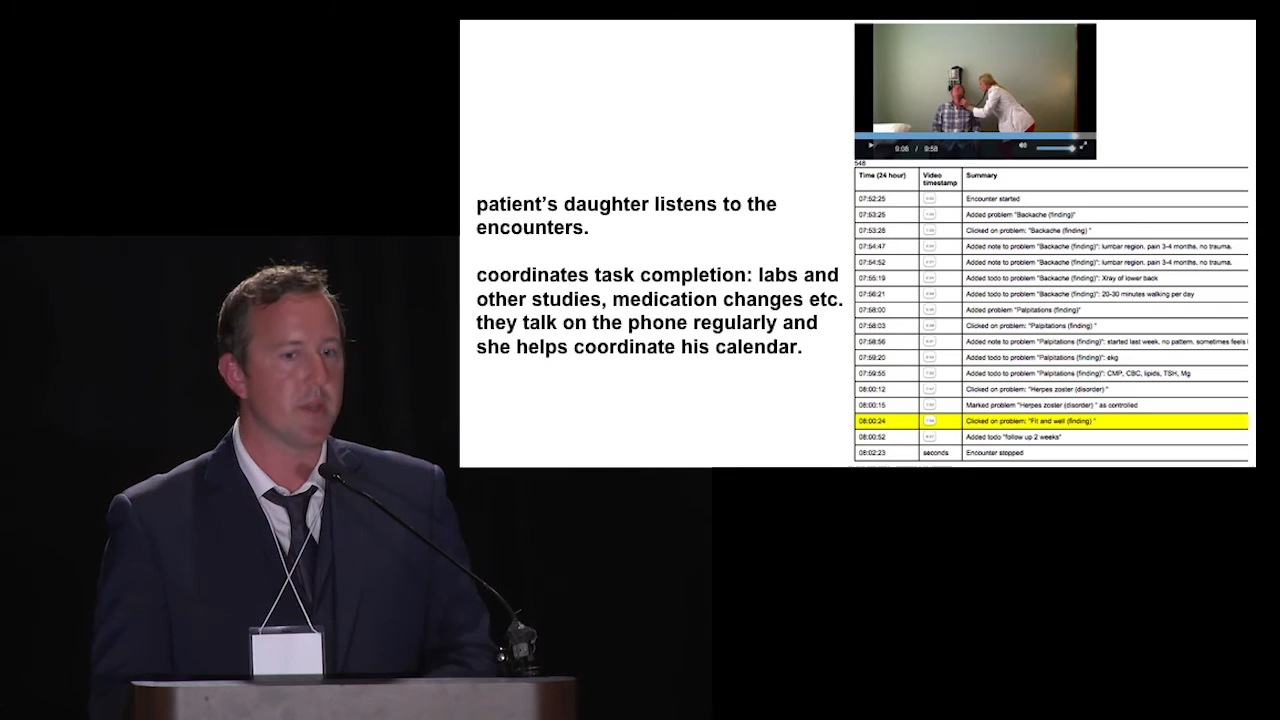 patient's daughter listens to the
encounters.
coordinates task completion: labs and
other studies, medication changes etc.
they talk on the phone regularly and
she helps coordinate his calendar.
9:06 / 9:58
548
Time (24 hour) Video timestamp Summary
07:52:25 Encounter started
07:53:25 Added problem "Backache (finding)"
07:53:28 Clicked on problem: "Backache (finding) "
07:54:47 Added note to problem "Backache (finding)": lumbar region. pain 3-4 months. no trauma.
07:54:52 Added note to problem "Backache (finding)": lumbar region. pain 3-4 months. no trauma.
07:55:19 Added todo to problem "Backache (finding)": Xray of lower back
07:56:21 Added todo to problem "Backache (finding)": 20-30 minutes walking per day
07:58:00 Added problem "Palpitations (finding)"
07:58:03 Clicked on problem: "Palpitations (finding) "
07:58:56 Added note to problem "Palpitations (finding)": started last week, no pattern, sometimes feels
07:59:20 Added todo to problem "Palpitations (finding)": ekg
07:59:55 Added todo to problem "Palpitations (finding)": CMP, CBC, lipids, TSH, Mg
08:00:12 Clicked on problem: "Herpes zoster (disorder) "
08:00:15 Marked problem "Herpes zoster (disorder) " as controlled
08:00:24 Clicked on problem: "Fit and well (finding) "
08:00:52 Added todo "follow up 2 weeks"
08:02:23 seconds Encounter stopped